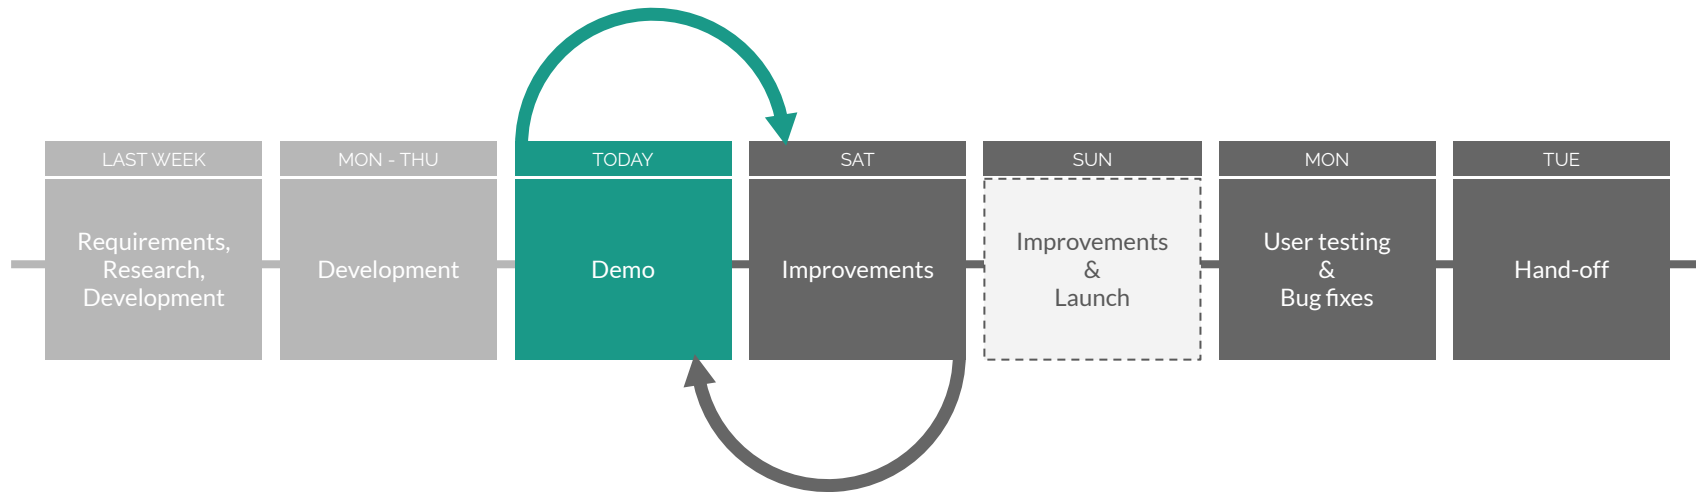 LAST WEEK
Requirements,
Research,
Development
MON - THU
Development
TODAY
Demo
SAT
Improvements
SUN
Improvements
&
Launch
MON
User testing
&
Bug fixes
TUE
Hand-off